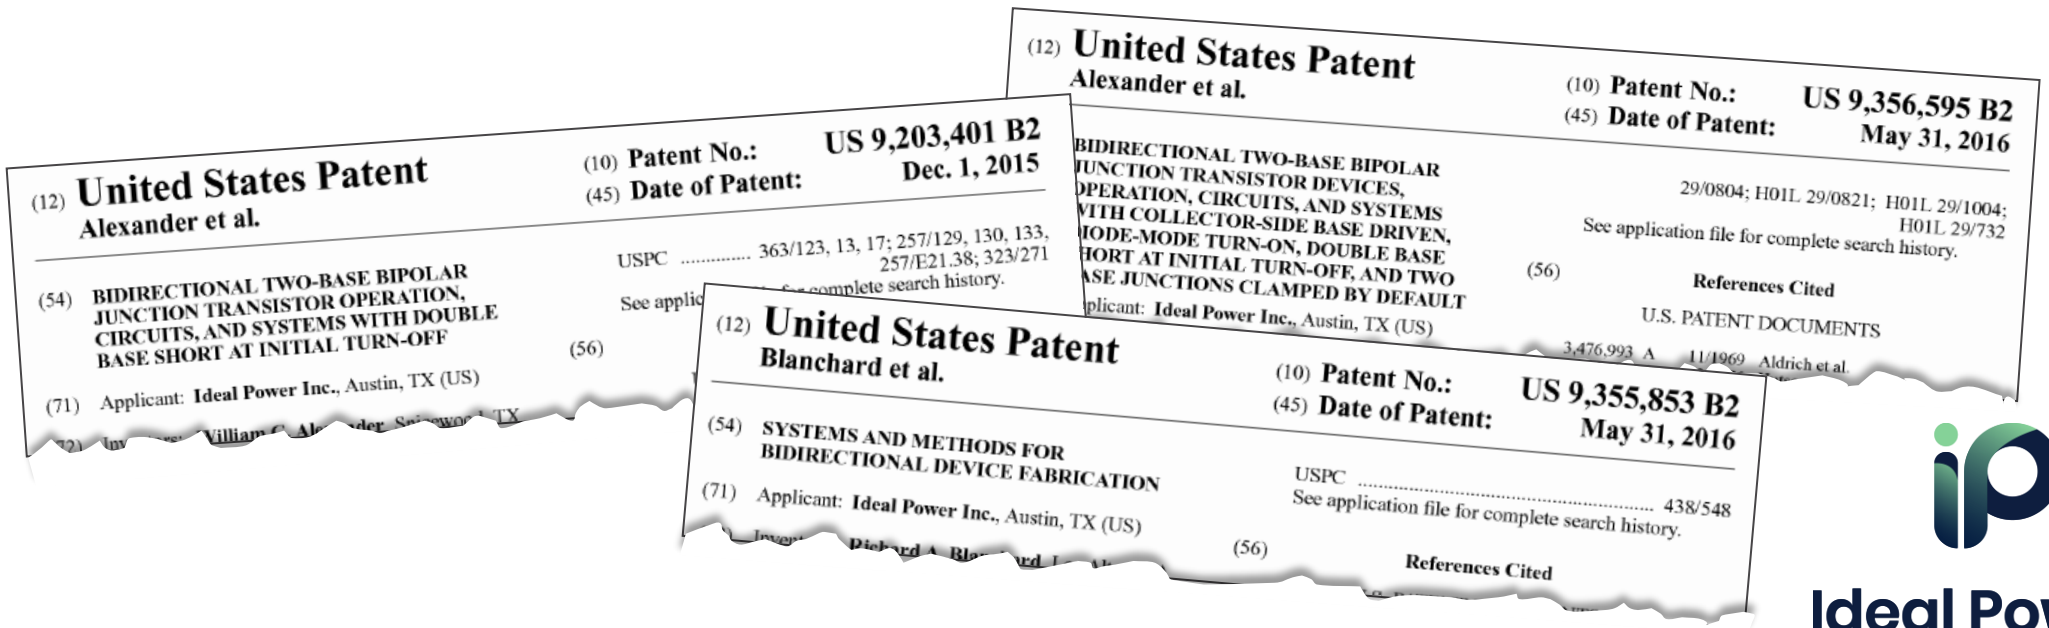 (12) United States Patent
Alexander et al.
(10) Patent No.: US 9,203,401 B2
(45) Date of Patent: Dec. 1, 2015
(54) BIDIRECTIONAL TWO-BASE BIPOLAR
JUNCTION TRANSISTOR OPERATION,
CIRCUITS, AND SYSTEMS WITH DOUBLE
BASE SHORT AT INITIAL TURN-OFF
(71) Applicant: Ideal Power Inc., Austin, TX (US)
USPC .............. 363/123, 13, 17; 257/129, 130, 133,
257/E21.38; 323/271
See complete search history.
(56)
(12) United States Patent
Alexander et al.
(10) Patent No.: US 9,356,595 B2
(45) Date of Patent: May 31, 2016
BIDIRECTIONAL TWO-BASE BIPOLAR
JUNCTION TRANSISTOR DEVICES,
OPERATION, CIRCUITS, AND SYSTEMS
WITH COLLECTOR-SIDE BASE DRIVEN,
DIODE-MODE TURN-ON, DOUBLE BASE
SHORT AT INITIAL TURN-OFF, AND TWO
BASE JUNCTIONS CLAMPED BY DEFAULT
Ideal Power Inc., Austin, TX (US)
29/0804; H01L 29/0821; H01L 29/1004;
H01L 29/732
See application file for complete search history.
(56) References Cited
U.S. PATENT DOCUMENTS
3,476,993 A 11/1969 Aldrich et al.
(12) United States Patent
Blanchard et al.
(10) Patent No.: US 9,355,853 B2
(45) Date of Patent: May 31, 2016
(54) SYSTEMS AND METHODS FOR
BIDIRECTIONAL DEVICE FABRICATION
(71) Applicant: Ideal Power Inc., Austin, TX (US)
USPC .................................................... 438/548
See application file for complete search history.
(56) References Cited
ip
Ideal